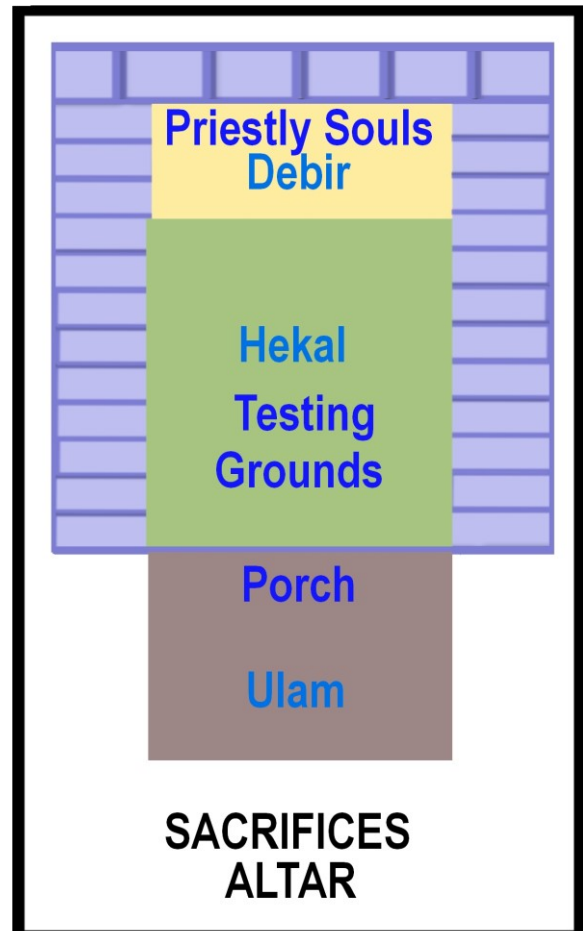 Priestly Souls
Debir
Hekal
Testing
Grounds
Porch
Ulam
SACRIFICES
ALTAR